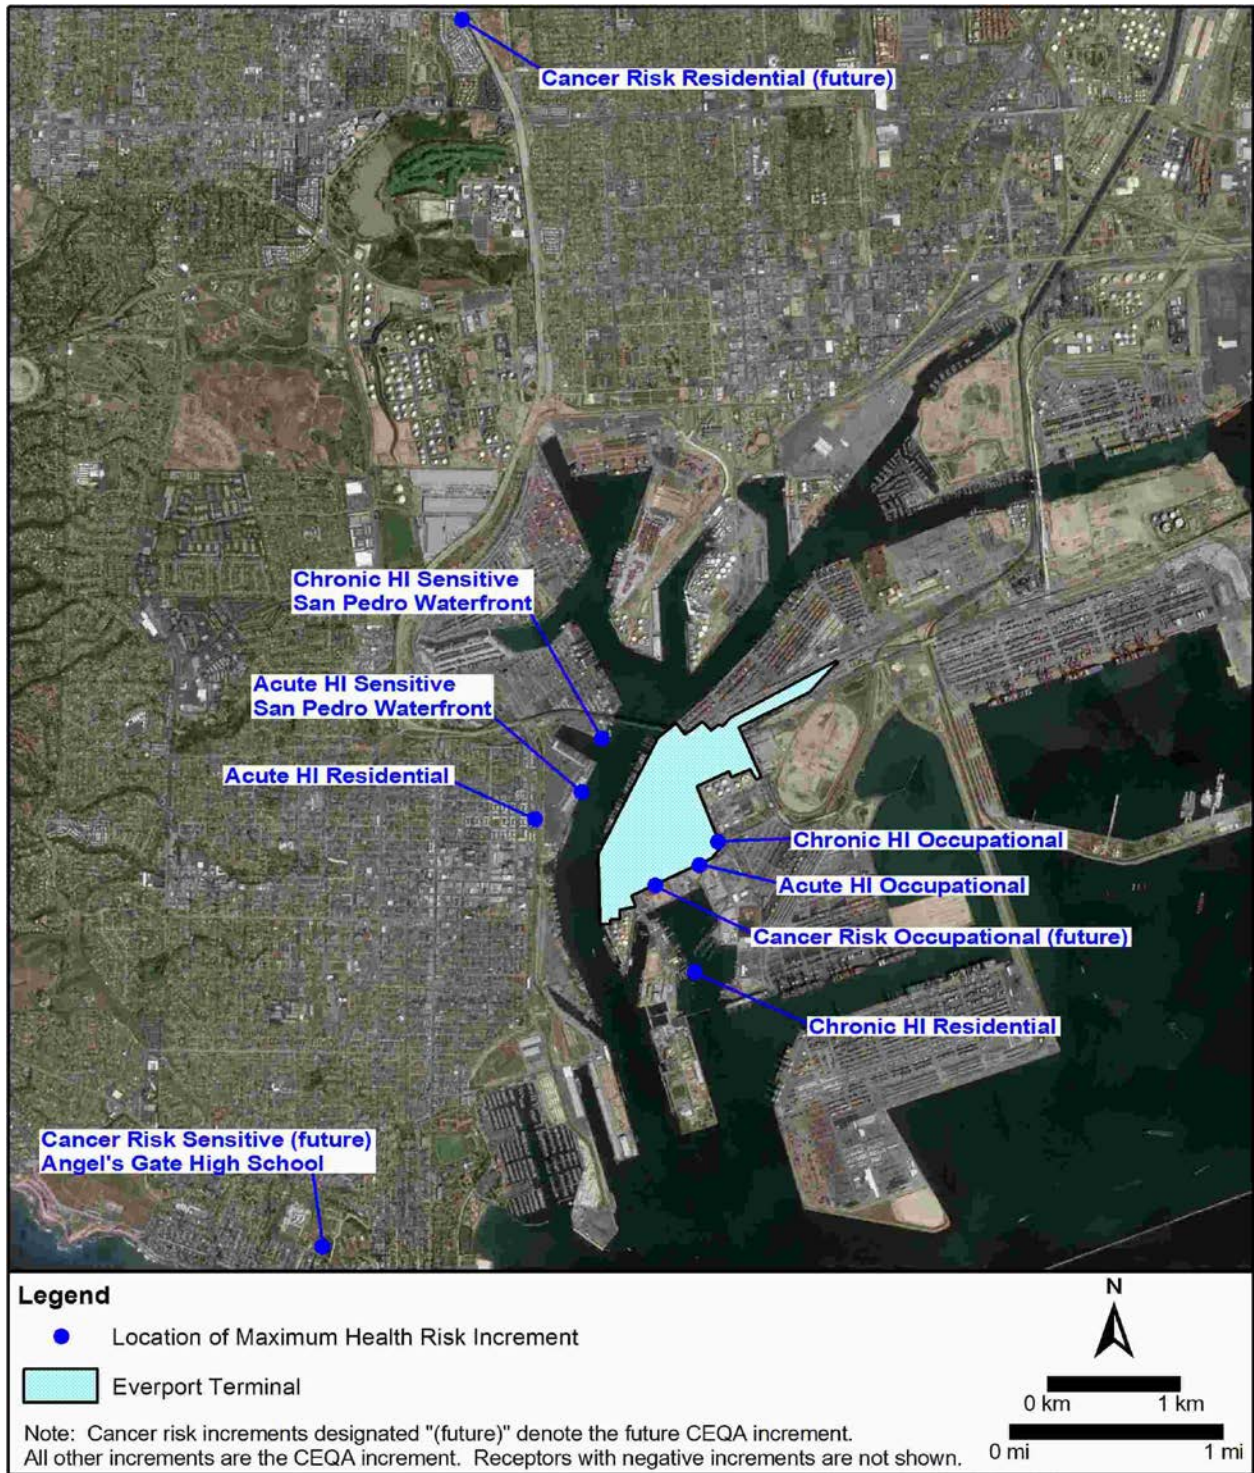 Cancer Risk Residential (future)
Chronic HI Sensitive
San Pedro Waterfront
Acute HI Sensitive
San Pedro Waterfront
Acute HI Residential
Chronic HI Occupational
Acute HI Occupational
Cancer Risk Occupational (future)
Chronic HI Residential
Cancer Risk Sensitive (future)
Angel's Gate High School
Legend
Location of Maximum Health Risk Increment
Everport Terminal
Note: Cancer risk increments designated "(future)" denote the future CEQA increment.
All other increments are the CEQA increment. Receptors with negative increments are not shown.
N
0 km 1 km
0 mi 1 mi